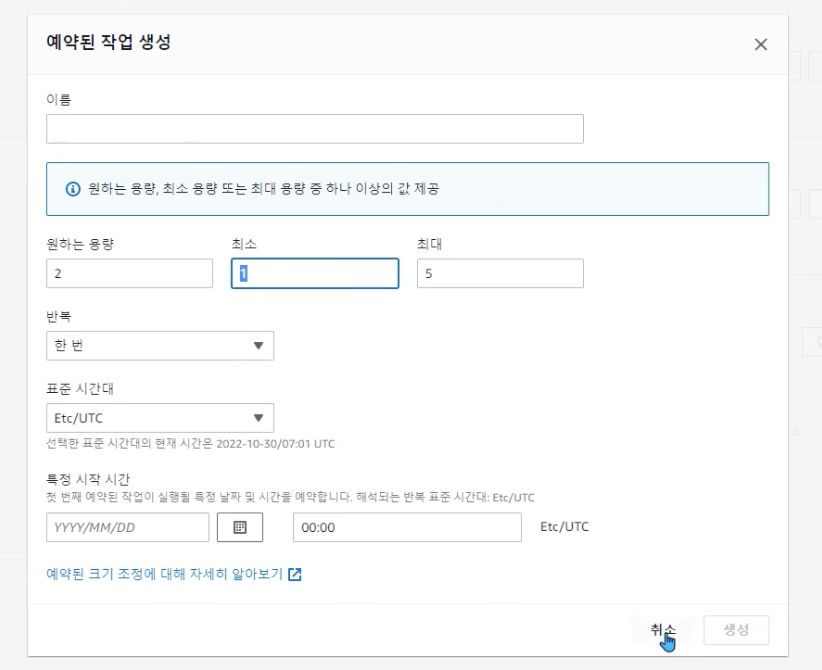 예약된 작업 생성
이름
원하는 용량, 최소 용량 또는 최대 용량 중 하나 이상의 값 제공
원하는 용량 최소 최대
2 1 5
반복
한 번
표준 시간대
Etc/UTC
선택한 표준 시간대의 현재 시간은 2022-10-30/07:01 UTC
특정 시작 시간
첫 번째 예약된 작업이 실행될 특정 날짜 및 시간을 예약합니다. 해석되는 반복 표준 시간대: Etc/UTC
YYYY/MM/DD 00:00 Etc/UTC
예약된 크기 조정에 대해 자세히 알아보기
취소 생성